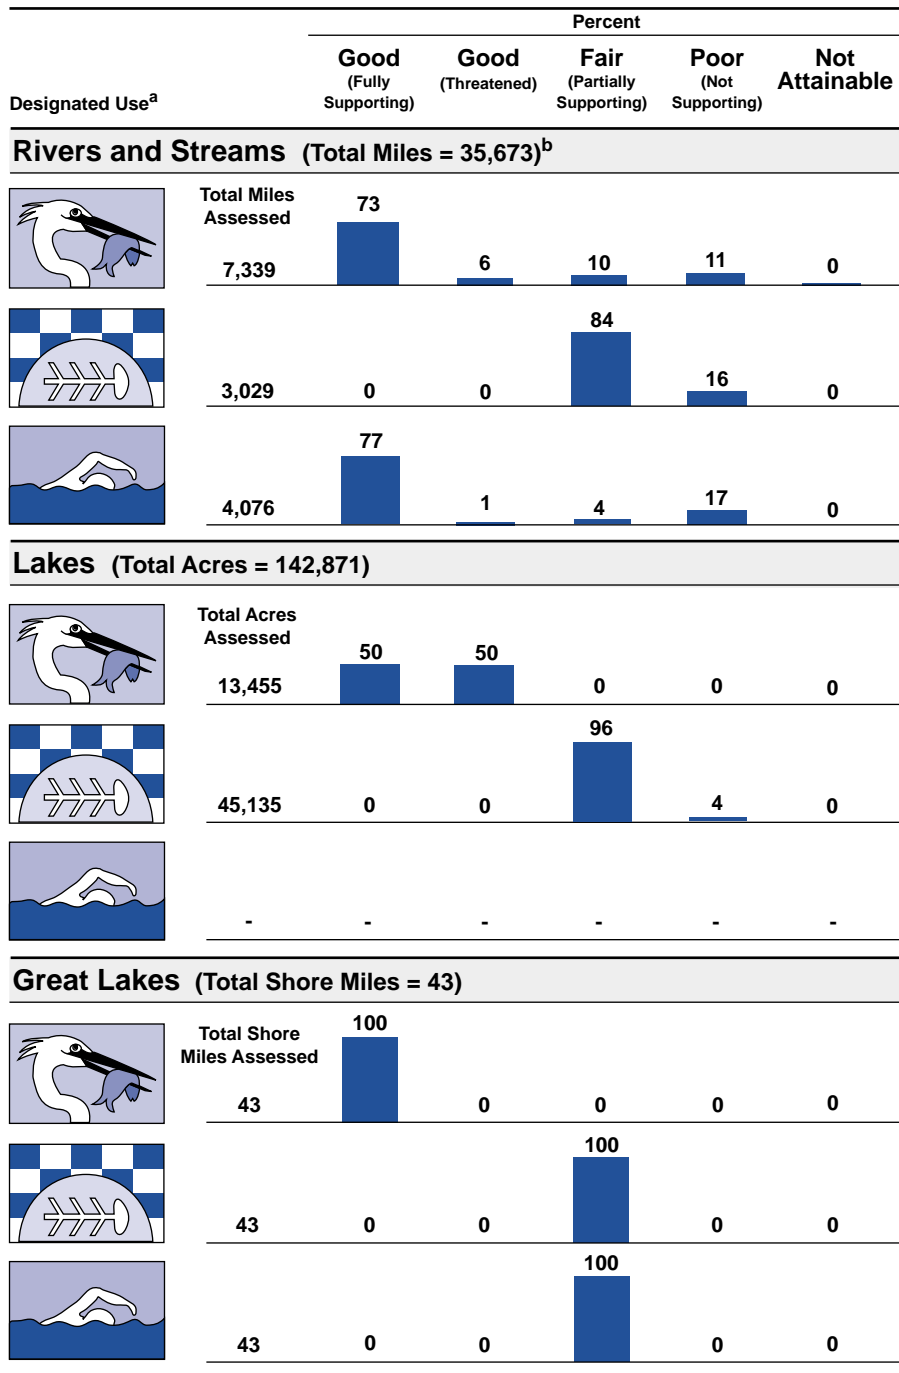 Percent
Designated Useᵃ
Good (Fully Supporting)
Good (Threatened)
Fair (Partially Supporting)
Poor (Not Supporting)
Not Attainable
Rivers and Streams (Total Miles = 35,673)ᵇ
Total Miles Assessed
7,339 73 6 10 11 0
3,029 0 0 84 16 0
4,076 77 1 4 17 0
Lakes (Total Acres = 142,871)
Total Acres Assessed
13,455 50 50 0 0 0
45,135 0 0 96 4 0
- - - - - -
Great Lakes (Total Shore Miles = 43)
Total Shore Miles Assessed
43 100 0 0 0 0
43 0 0 100 0 0
43 0 0 100 0 0